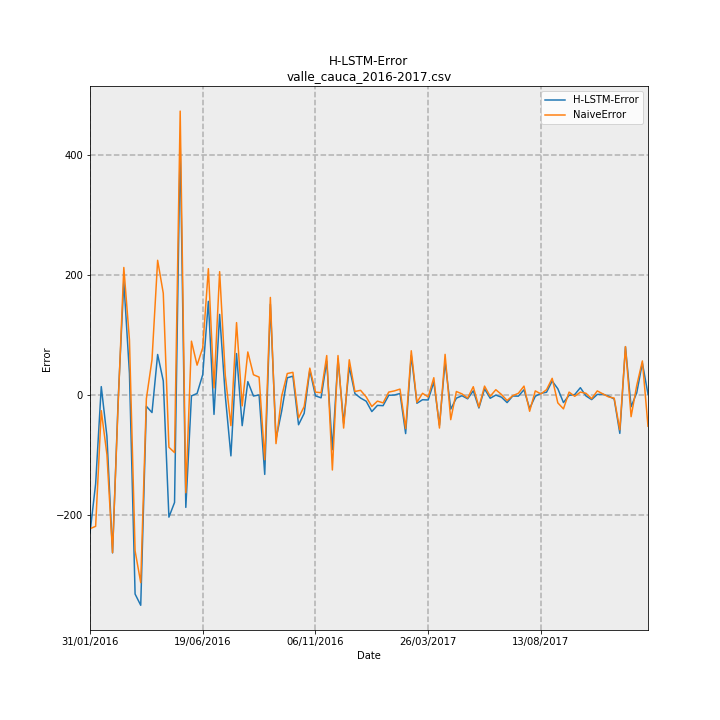 H-LSTM-Error
valle_cauca_2016-2017.csv
H-LSTM-Error
NaiveError
400
200
0
−200
Error
31/01/2016
19/06/2016
06/11/2016
26/03/2017
13/08/2017
Date